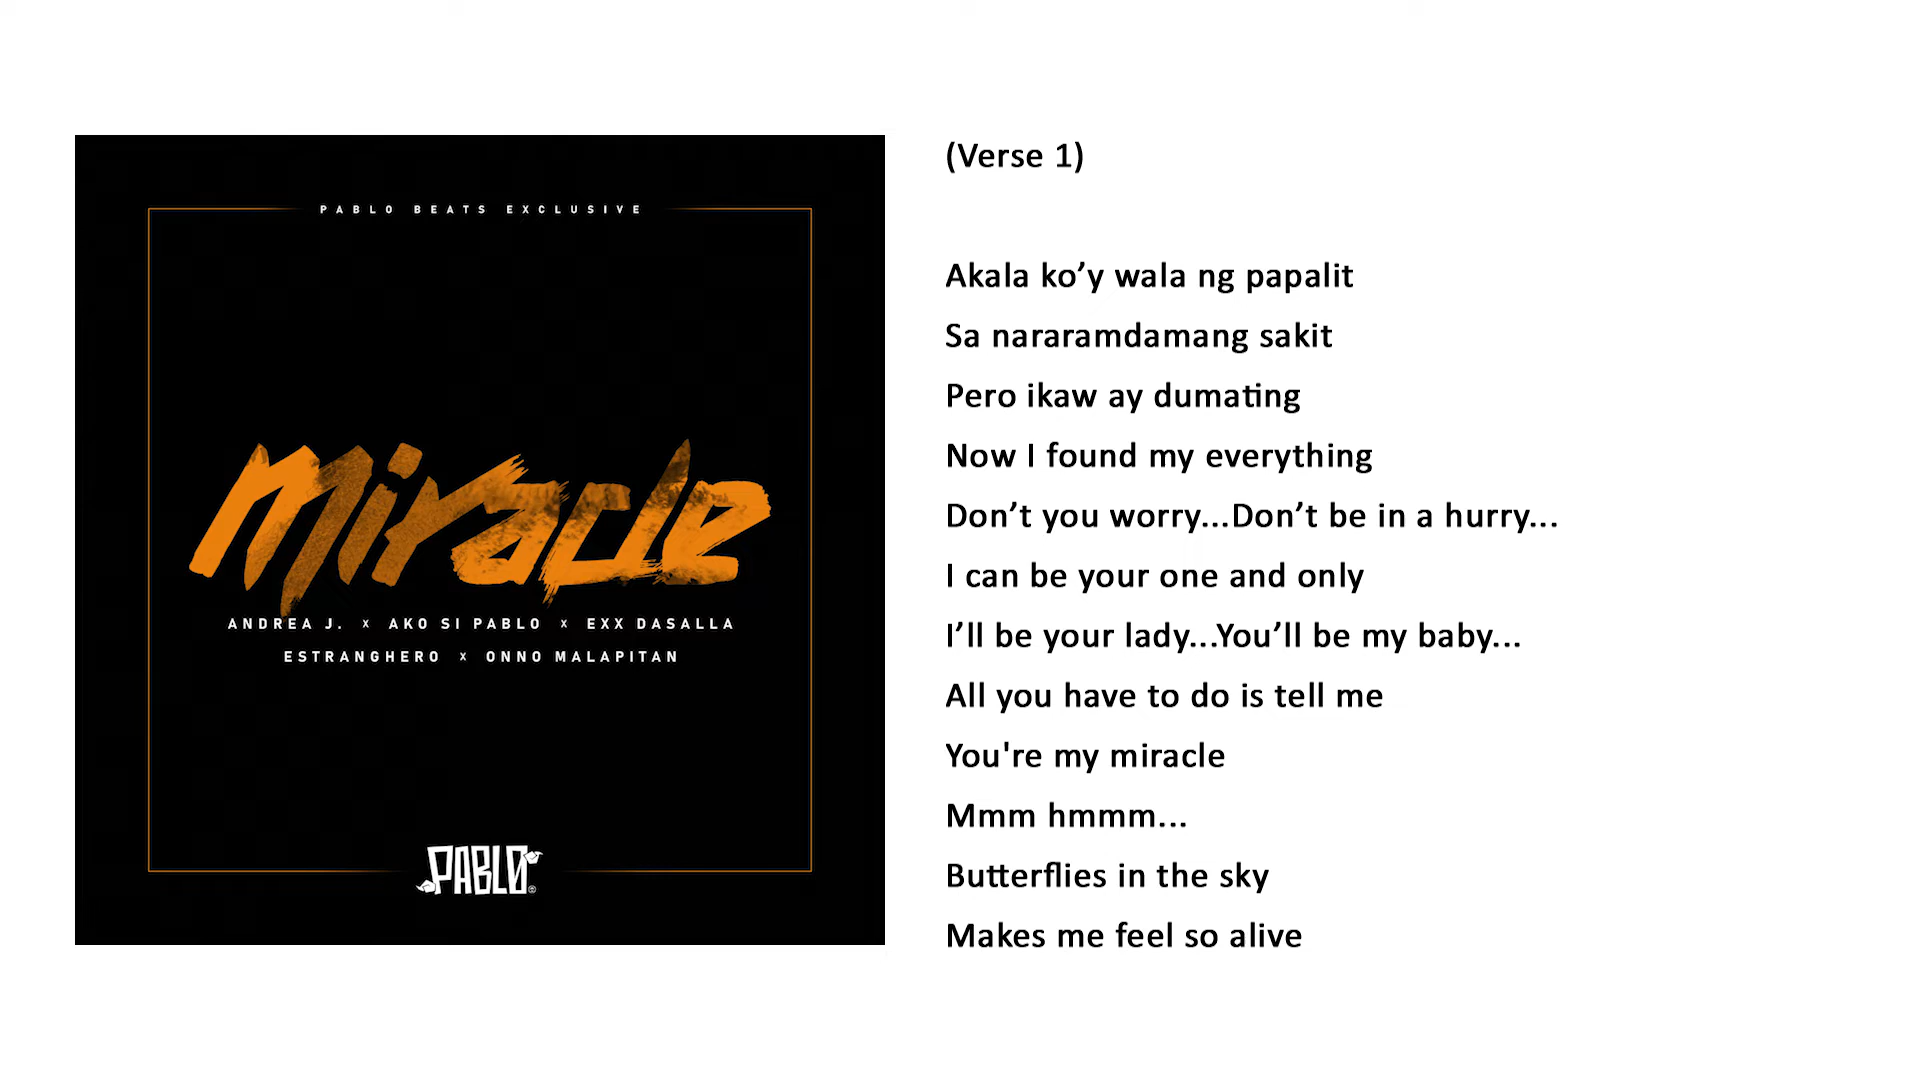 PABLO BEATS EXCLUSIVE
miracle
ANDREA J. x AKO SI PABLO x EXX DASALLA
ESTRANGHERO x ONNO MALAPITAN
PABLO
(Verse 1)
Akala ko’y wala ng papalit
Sa nararamdamang sakit
Pero ikaw ay dumating
Now I found my everything
Don’t you worry...Don’t be in a hurry...
I can be your one and only
I’ll be your lady...You’ll be my baby...
All you have to do is tell me
You're my miracle
Mmm hmmm...
Butterflies in the sky
Makes me feel so alive